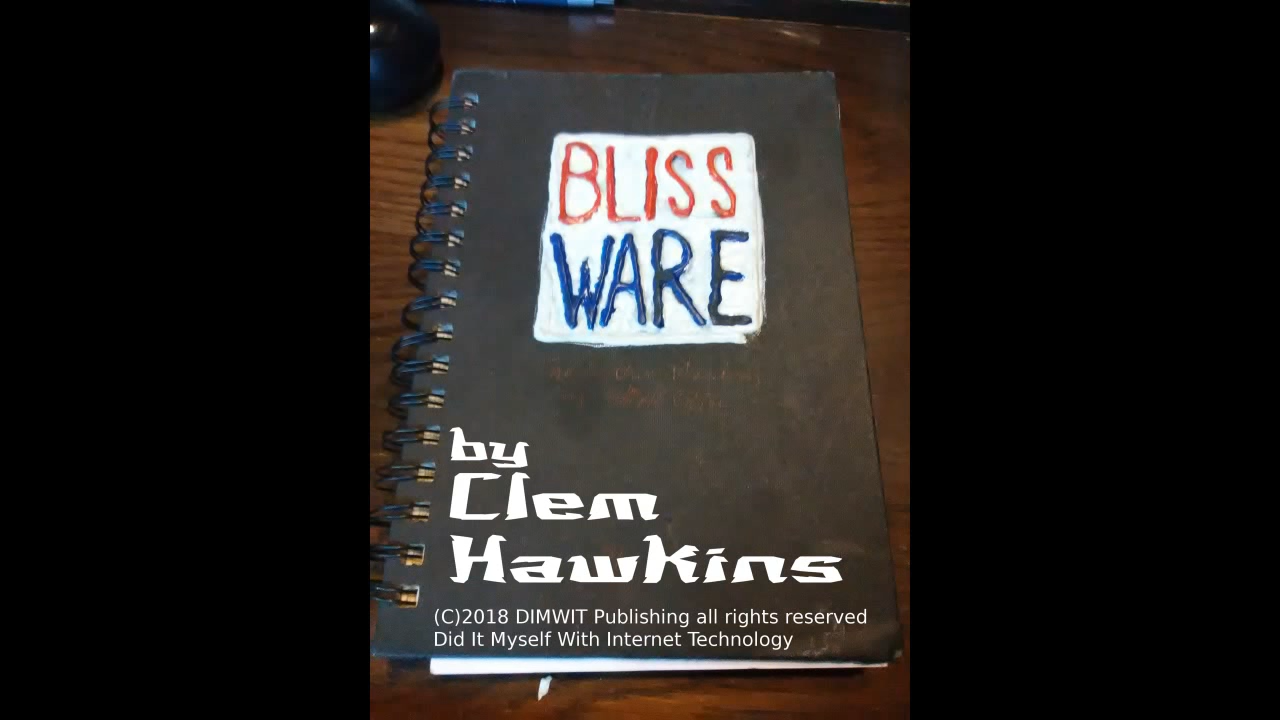 BLISS
WARE
by
Clem
Hawkins
(C)2018 DIMWIT Publishing all rights reserved
Did It Myself With Internet Technology